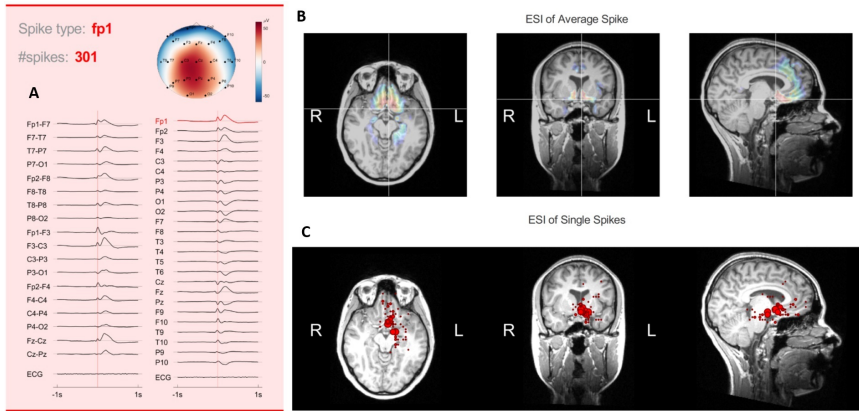 Spike type: fp1
#spikes: 301
A
µV
50
-50
Fp1-F7
F7-T7
T7-P7
P7-O1
Fp2-F8
F8-T8
T8-P8
P8-O2
Fp1-F3
F3-C3
C3-P3
P3-O1
Fp2-F4
F4-C4
C4-P4
P4-O2
Fz-Cz
Cz-Pz
ECG
-1s
1s
Fp1
Fp2
F3
F4
C3
C4
P3
P4
O1
O2
F7
F8
T3
T4
T5
T6
Cz
Fz
Pz
F9
F10
T9
T10
P9
P10
ECG
-1s
1s
B
ESI of Average Spike
R
L
R
L
C
ESI of Single Spikes
R
L
R
L